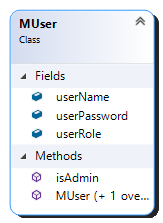 MUser
Class
Fields
userName
userPassword
userRole
Methods
isAdmin
MUser (+ 1 ove...